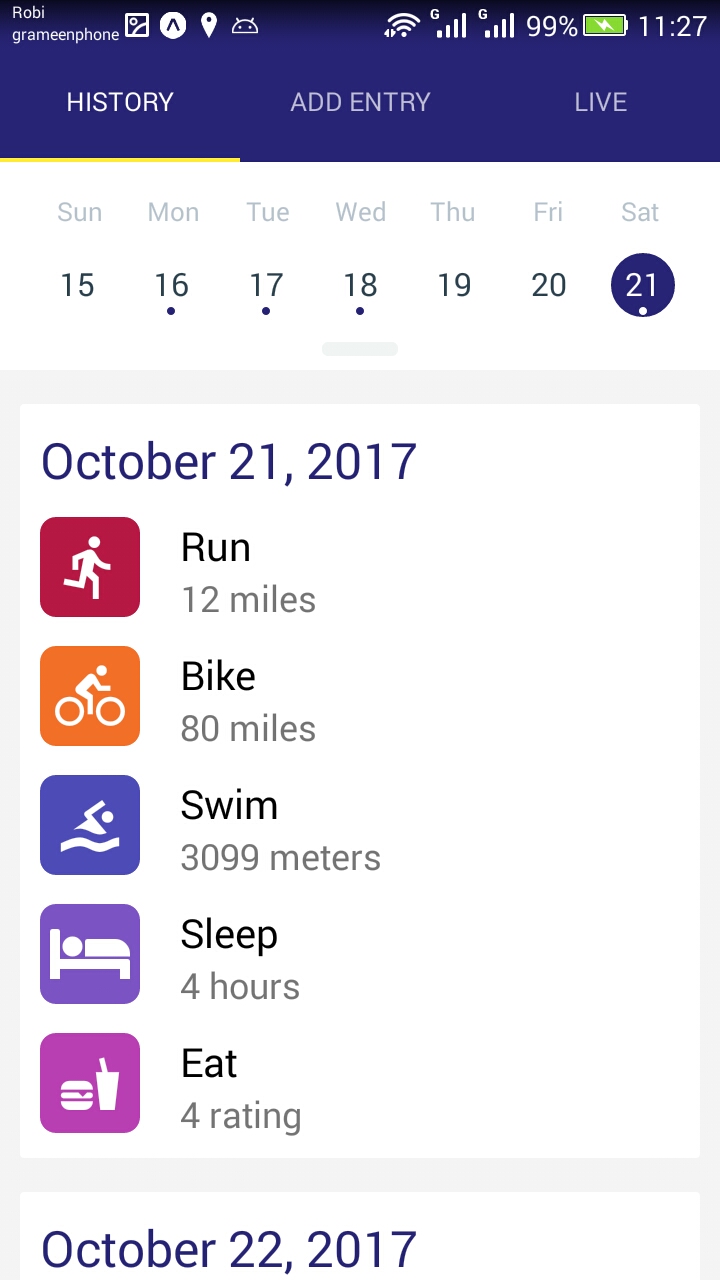 Robi
grameenphone
G G 99% 11:27
HISTORY ADD ENTRY LIVE
Sun Mon Tue Wed Thu Fri Sat
15 16 17 18 19 20 21
October 21, 2017
Run
12 miles
Bike
80 miles
Swim
3099 meters
Sleep
4 hours
Eat
4 rating
October 22, 2017